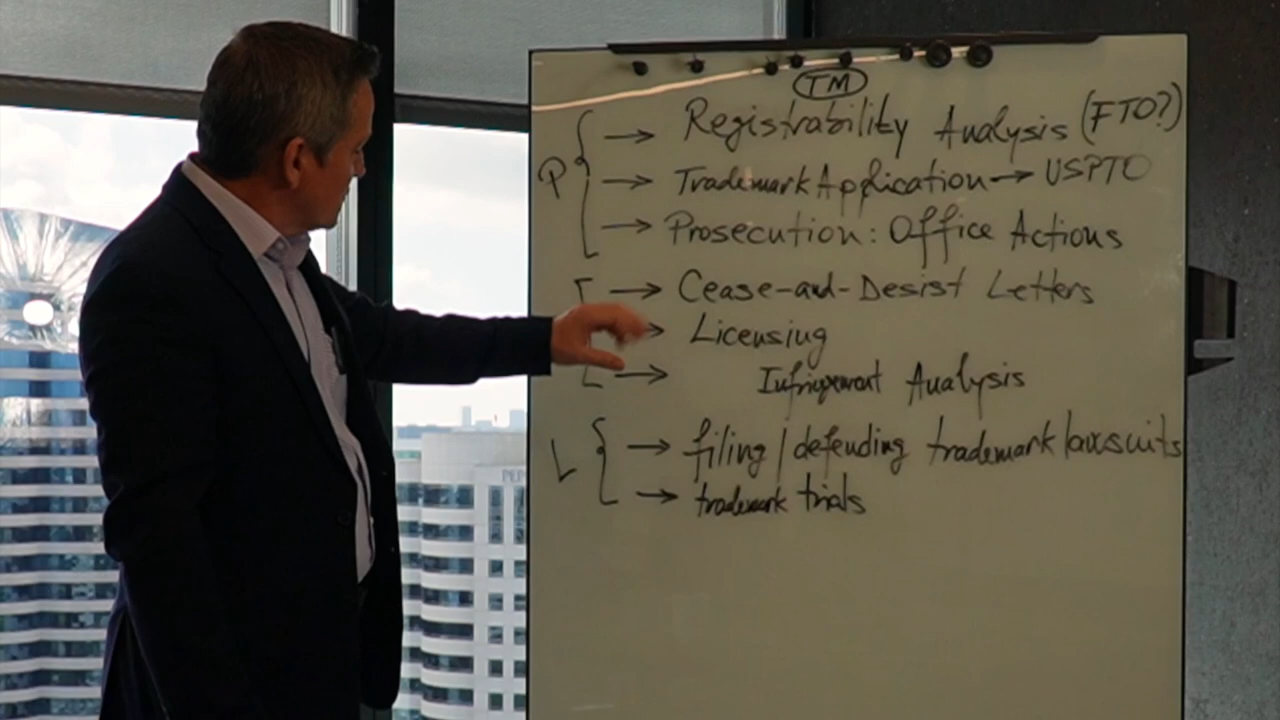 TM
→ Registrability Analysis (FTO?)
P { → Trademark Application → USPTO
→ Prosecution: Office Actions
→ Cease-and-Desist Letters
→ Licensing
→ Infrigement Analysis
L { → filing/defending trademark lawsuits
→ trademark trials